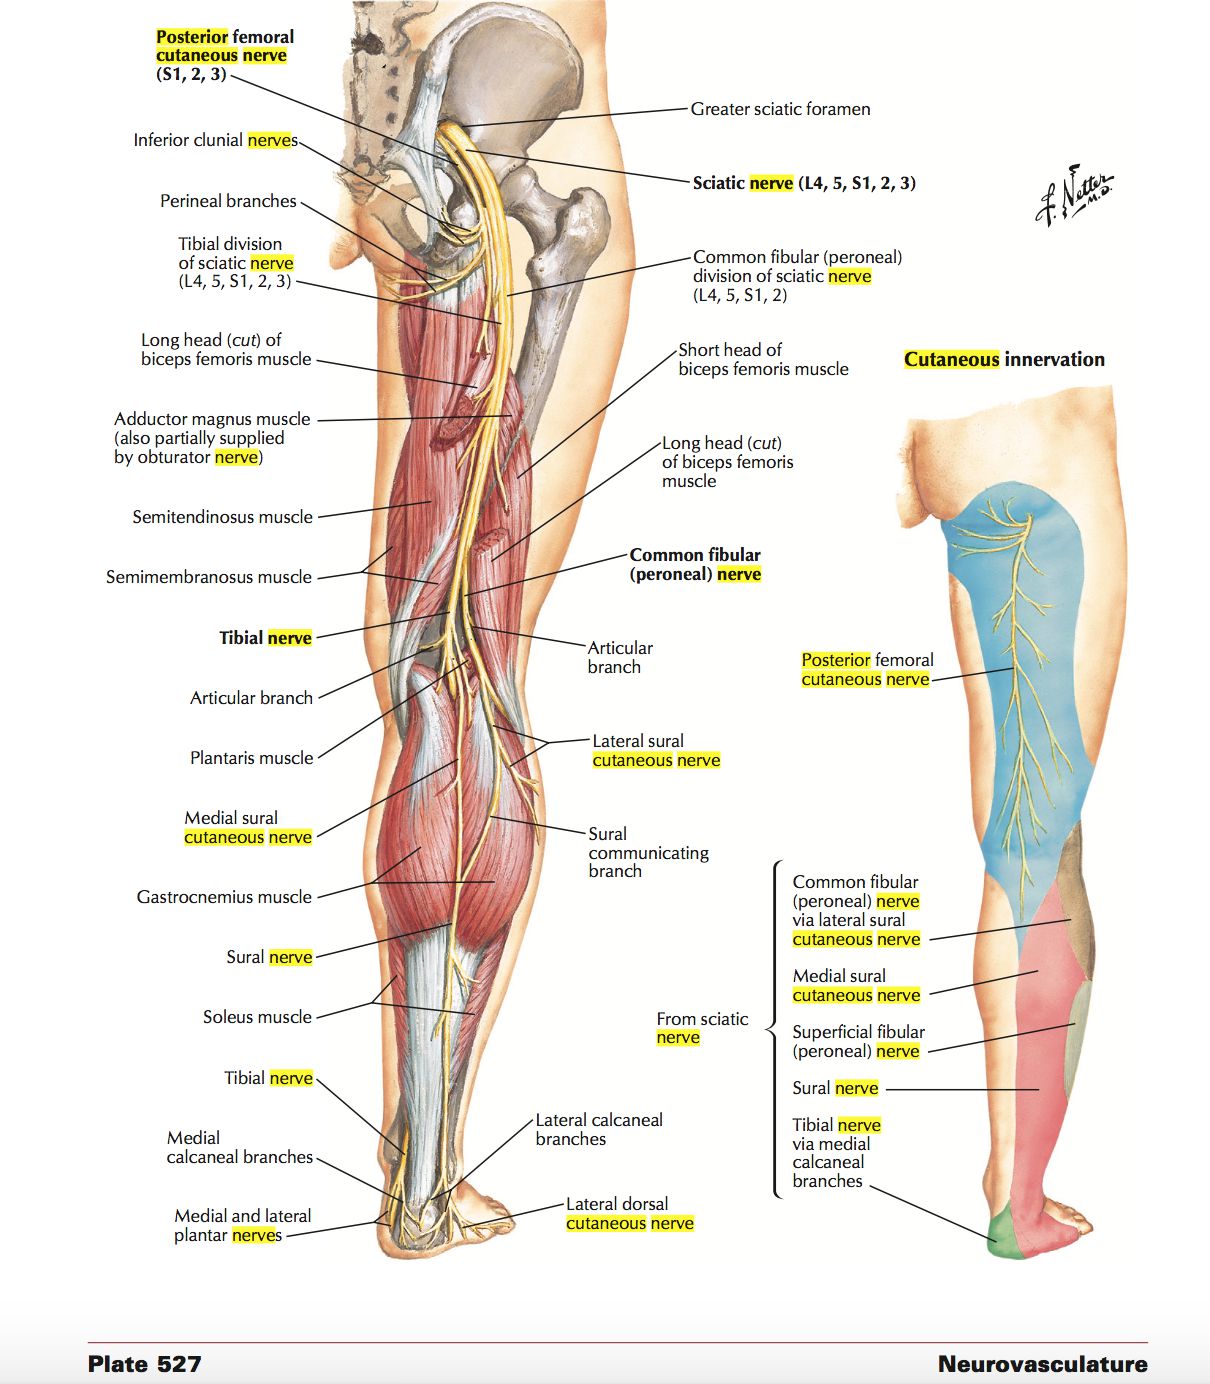 Posterior femoral
cutaneous nerve
(S1, 2, 3)
Inferior clunial nerves
Perineal branches
Tibial division
of sciatic nerve
(L4, 5, S1, 2, 3)
Long head (cut) of
biceps femoris muscle
Adductor magnus muscle
(also partially supplied
by obturator nerve)
Semitendinosus muscle
Semimembranosus muscle
Tibial nerve
Articular branch
Plantaris muscle
Medial sural
cutaneous nerve
Gastrocnemius muscle
Sural nerve
Soleus muscle
Tibial nerve
Medial
calcaneal branches
Medial and lateral
plantar nerves
Greater sciatic foramen
Sciatic nerve (L4, 5, S1, 2, 3)
Common fibular (peroneal)
division of sciatic nerve
(L4, 5, S1, 2)
Short head of
biceps femoris muscle
Long head (cut)
of biceps femoris
muscle
Common fibular
(peroneal) nerve
Articular
branch
Lateral sural
cutaneous nerve
Sural
communicating
branch
Lateral calcaneal
branches
Lateral dorsal
cutaneous nerve
F. Netter
M.D.
Cutaneous innervation
Posterior femoral
cutaneous nerve
From sciatic
nerve
Common fibular
(peroneal) nerve
via lateral sural
cutaneous nerve
Medial sural
cutaneous nerve
Superficial fibular
(peroneal) nerve
Sural nerve
Tibial nerve
via medial
calcaneal
branches
Plate 527
Neurovasculature